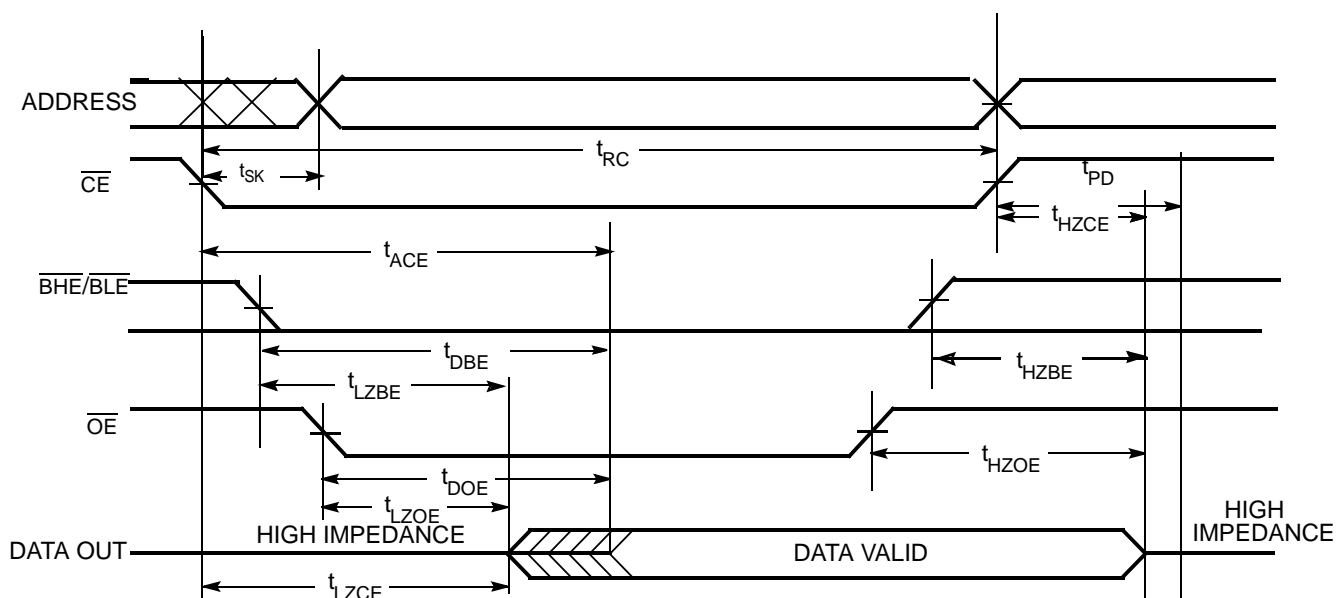 ADDRESS
tRC
tSK
CE
tPD
tHZCE
tACE
BHE/BLE
tDBE
tHZBE
tLZBE
OE
tHZOE
tDOE
tLZOE
HIGH IMPEDANCE
HIGH
IMPEDANCE
DATA OUT
DATA VALID
tLZCE